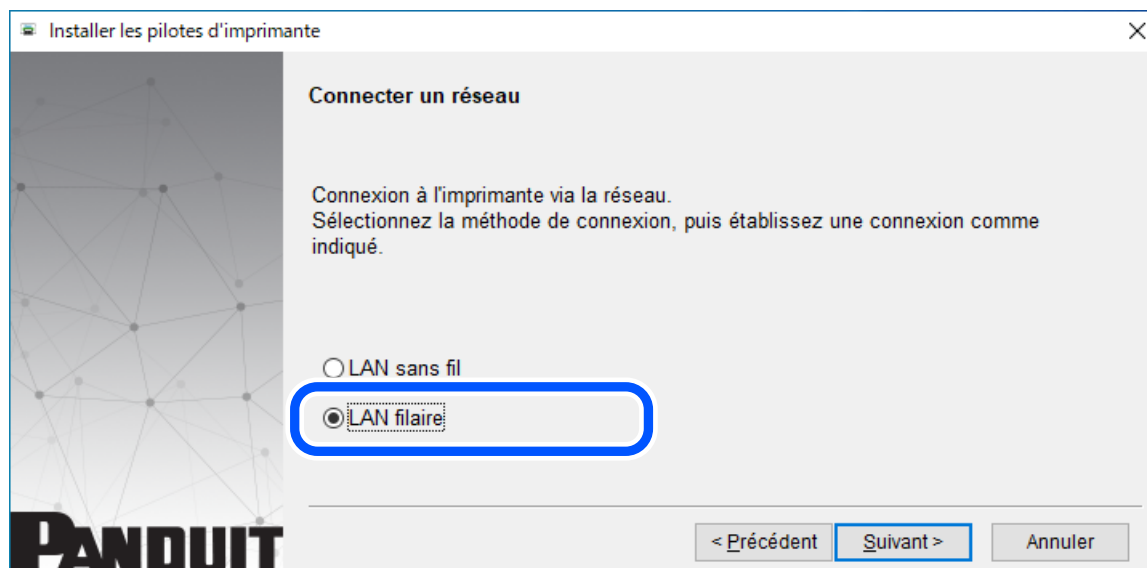 Installer les pilotes d'imprimante
Connecter un réseau
Connexion à l'imprimante via la réseau.
Sélectionnez la méthode de connexion, puis établissez une connexion comme
indiqué.
LAN sans fil
LAN filaire
PANDUIT
< Précédent Suivant > Annuler